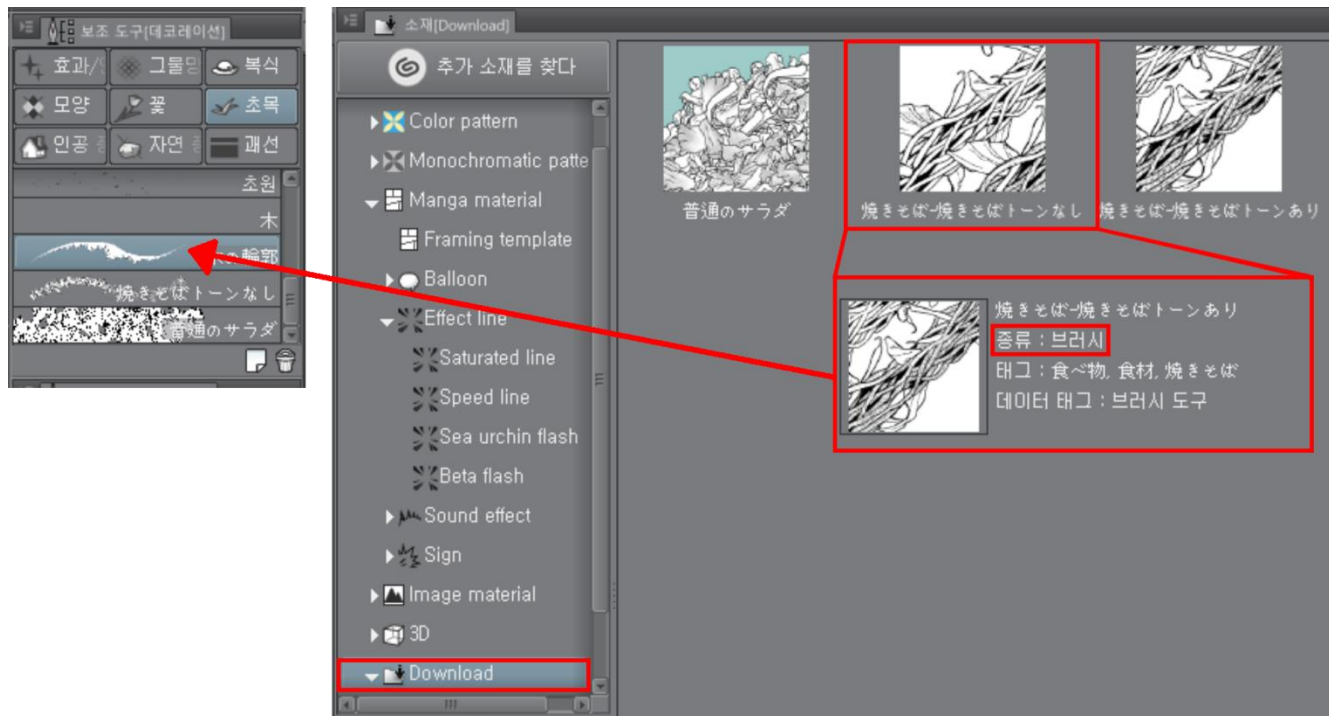 보조 도구[데코레이션]
효과/
그물망
복식
모양
꽃
초목
인공
자연
괘선
초원
木
の輪郭
焼きそばトーンなし
普通のサラダ
소재[Download]
추가 소재를 찾다
Color pattern
Monochromatic patte
Manga material
Framing template
Balloon
Effect line
Saturated line
Speed line
Sea urchin flash
Beta flash
Sound effect
Sign
Image material
3D
Download
普通のサラダ
焼きそば-焼きそばトーンなし
焼きそば-焼きそばトーンあり
焼きそば-焼きそばトーンあり
종류 : 브러시
태그 : 食べ物, 食材, 焼きそば
데이터 태그 : 브러시 도구